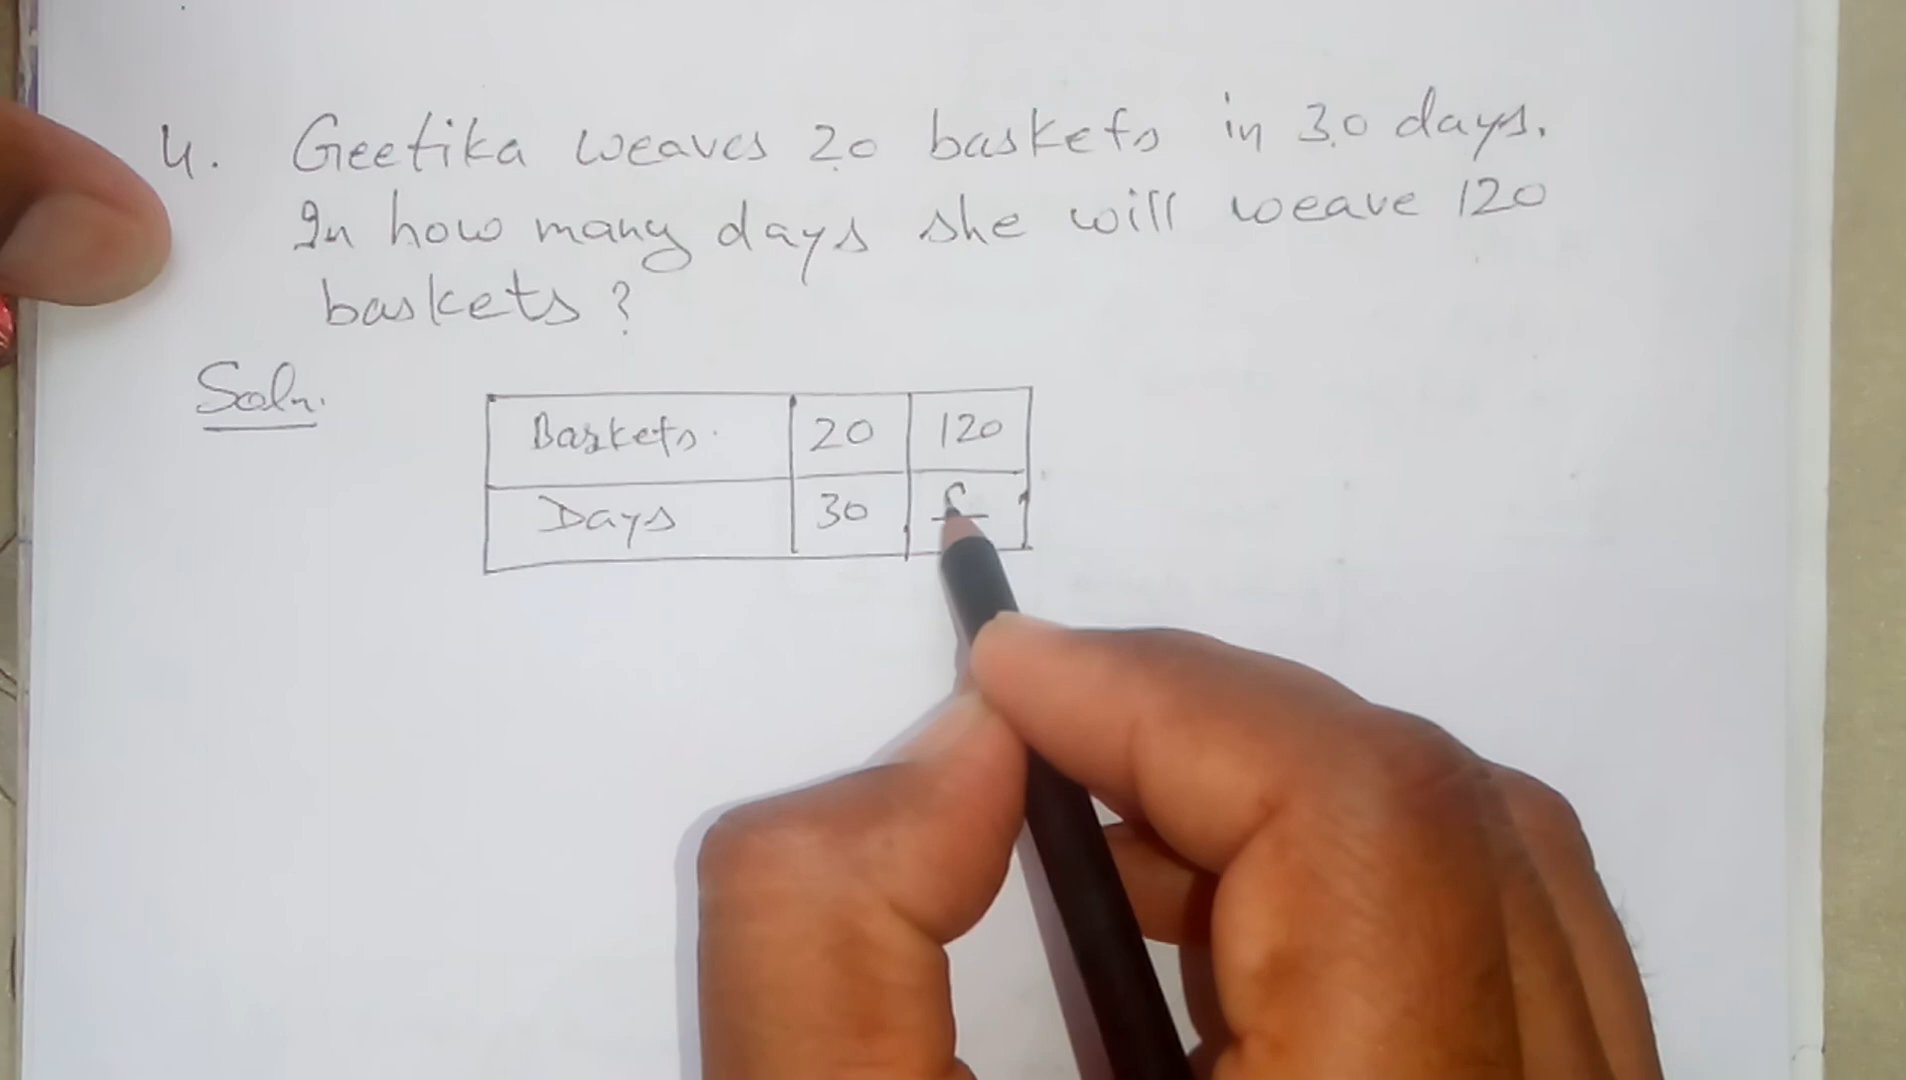 4. Geetika weaves 20 baskets in 30 days.
In how many days she will weave 120
baskets?
Soln.
Baskets 20 120
Days 30